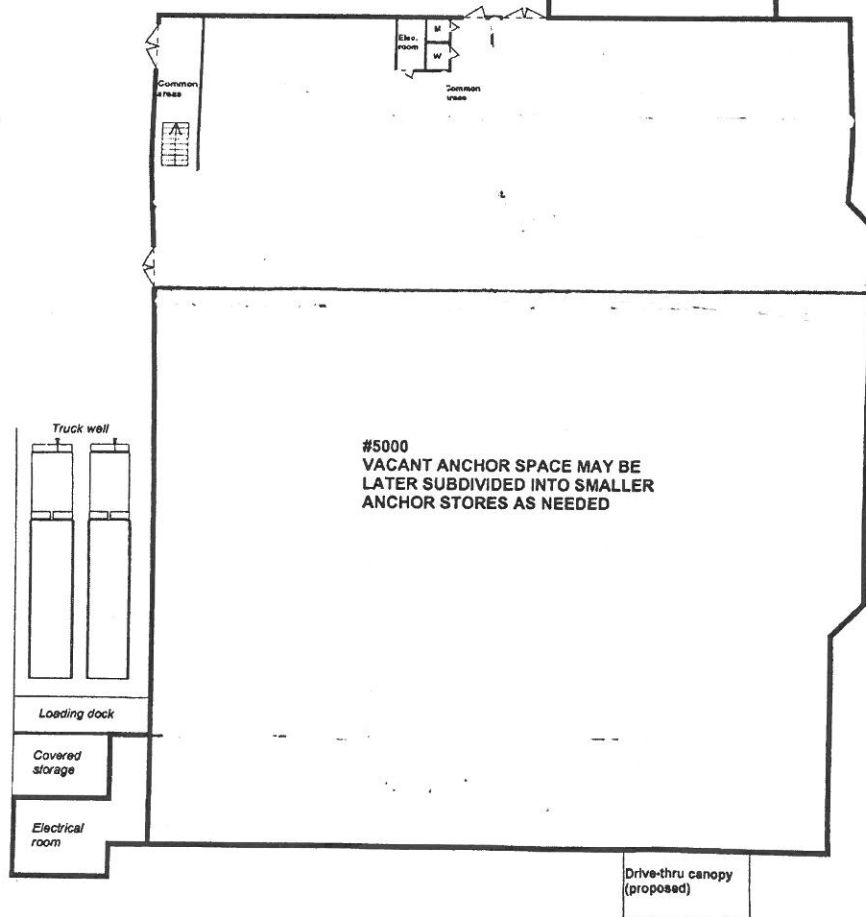 Elec.
room
M
W
Common
areas
Common
areas
Truck well
#5000
VACANT ANCHOR SPACE MAY BE
LATER SUBDIVIDED INTO SMALLER
ANCHOR STORES AS NEEDED
Loading dock
Covered
storage
Electrical
room
Drive-thru canopy
(proposed)